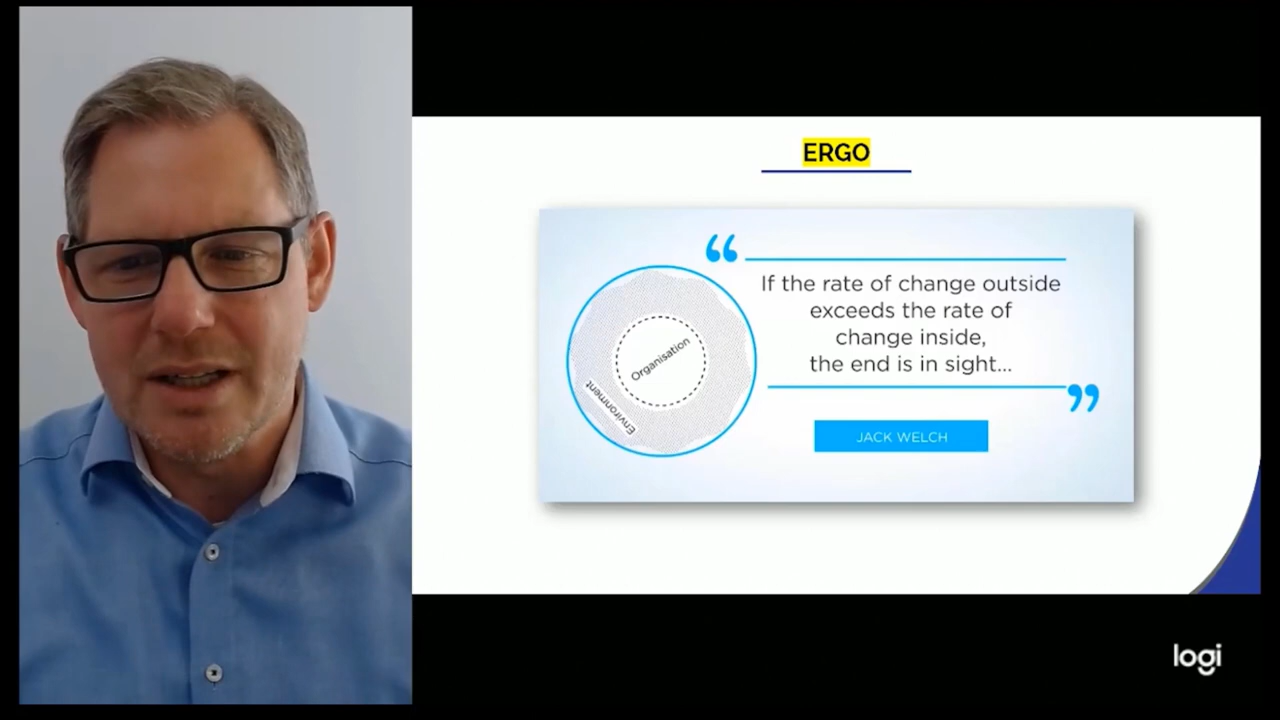 ERGO
“
If the rate of change outside
exceeds the rate of
change inside,
the end is in sight...
”
JACK WELCH
Organisation
Environment
logi